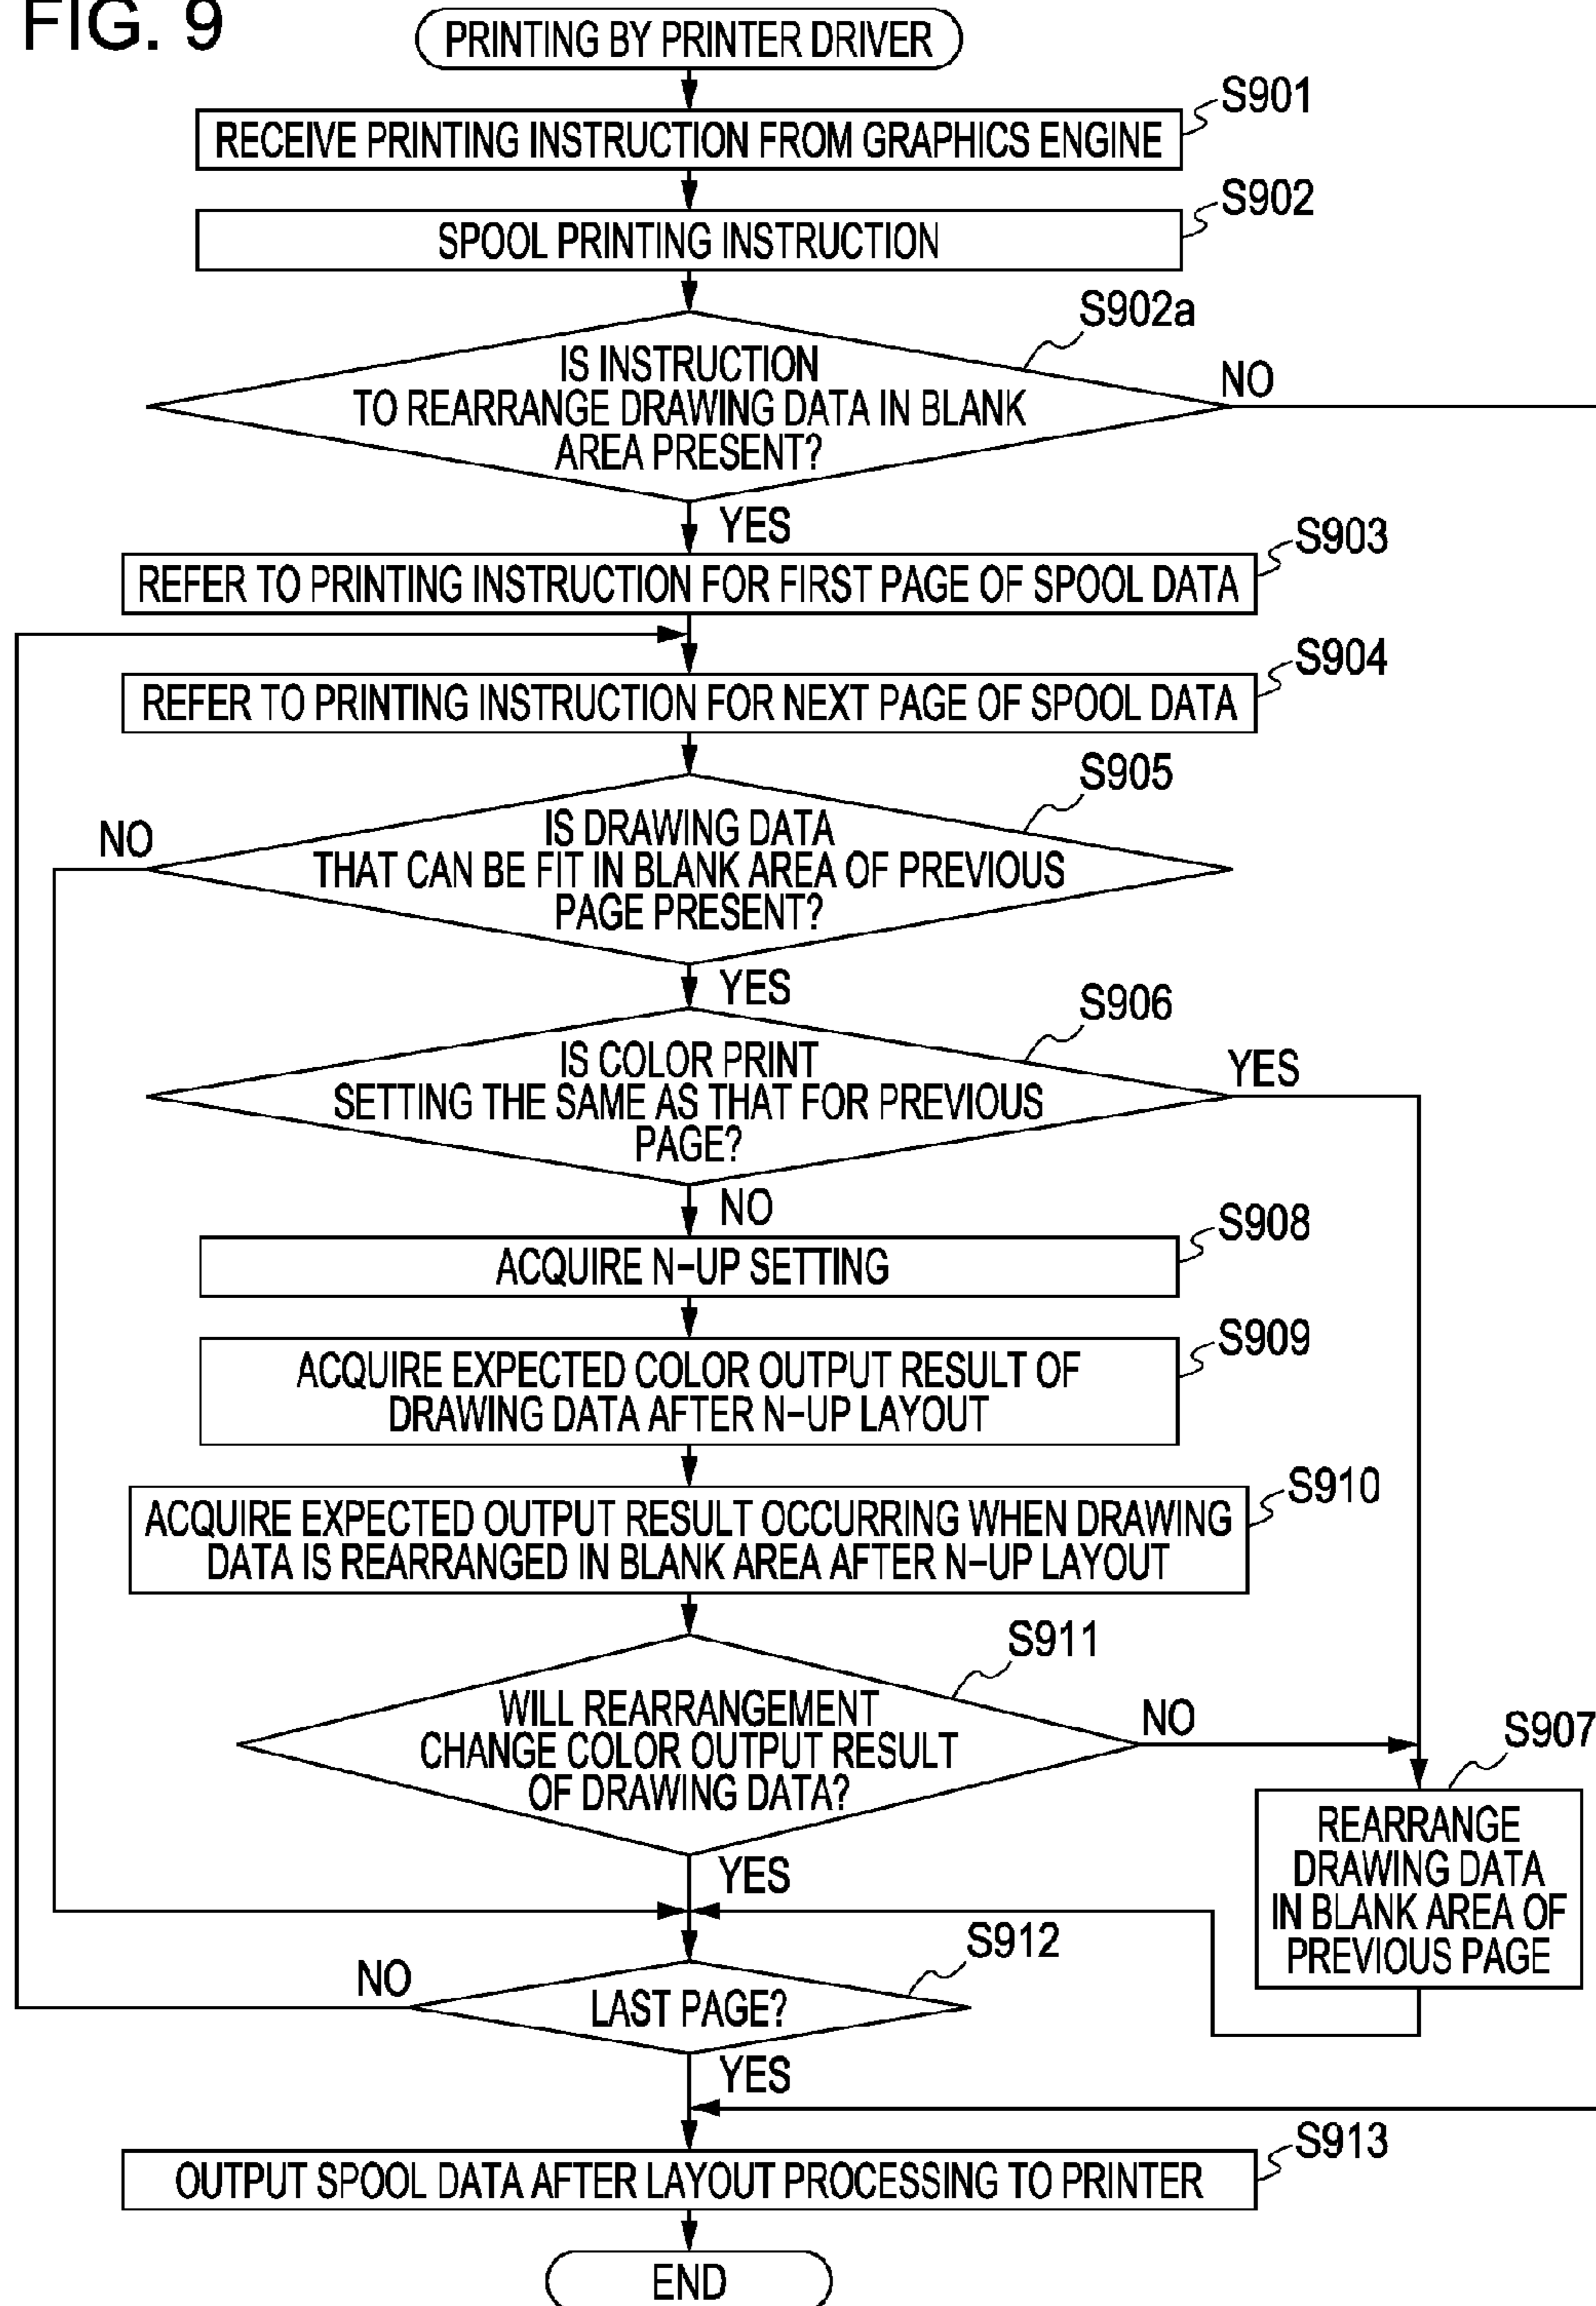 FIG. 9
PRINTING BY PRINTER DRIVER
S901
RECEIVE PRINTING INSTRUCTION FROM GRAPHICS ENGINE
S902
SPOOL PRINTING INSTRUCTION
S902a
IS INSTRUCTION
TO REARRANGE DRAWING DATA IN BLANK
AREA PRESENT?
NO
YES
S903
REFER TO PRINTING INSTRUCTION FOR FIRST PAGE OF SPOOL DATA
S904
REFER TO PRINTING INSTRUCTION FOR NEXT PAGE OF SPOOL DATA
S905
IS DRAWING DATA
THAT CAN BE FIT IN BLANK AREA OF PREVIOUS
PAGE PRESENT?
NO
YES
S906
IS COLOR PRINT
SETTING THE SAME AS THAT FOR PREVIOUS
PAGE?
YES
NO
S908
ACQUIRE N-UP SETTING
S909
ACQUIRE EXPECTED COLOR OUTPUT RESULT OF
DRAWING DATA AFTER N-UP LAYOUT
S910
ACQUIRE EXPECTED OUTPUT RESULT OCCURRING WHEN DRAWING
DATA IS REARRANGED IN BLANK AREA AFTER N-UP LAYOUT
S911
WILL REARRANGEMENT
CHANGE COLOR OUTPUT RESULT
OF DRAWING DATA?
NO
YES
S907
REARRANGE
DRAWING DATA
IN BLANK AREA OF
PREVIOUS PAGE
S912
LAST PAGE?
NO
YES
S913
OUTPUT SPOOL DATA AFTER LAYOUT PROCESSING TO PRINTER
END